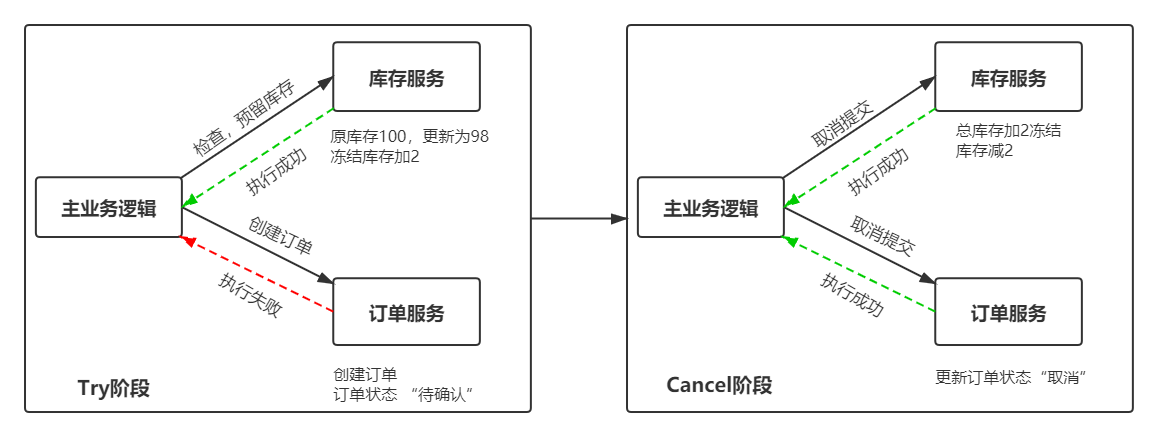 库存服务
检查，预留库存
原库存100，更新为98
冻结库存加2
执行成功
主业务逻辑
创建订单
执行失败
订单服务
创建订单
订单状态 “待确认”
Try阶段
库存服务
取消提交
总库存加2冻结
库存减2
执行成功
主业务逻辑
取消提交
执行成功
订单服务
更新订单状态“取消”
Cancel阶段